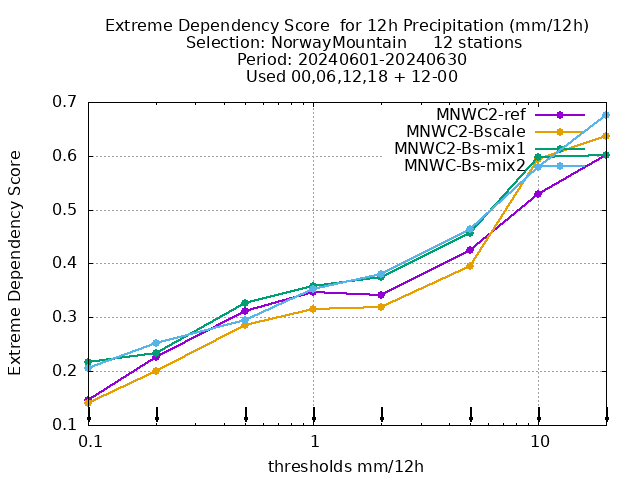 Extreme Dependency Score  for 12h Precipitation (mm/12h)
Selection: NorwayMountain     12 stations
Period: 20240601-20240630
Used 00,06,12,18 + 12-00
MNWC2-ref
MNWC2-Bscale
MNWC2-Bs-mix1
MNWC-Bs-mix2
Extreme Dependency Score
0.7
0.6
0.5
0.4
0.3
0.2
0.1
0.1 1 10
thresholds mm/12h